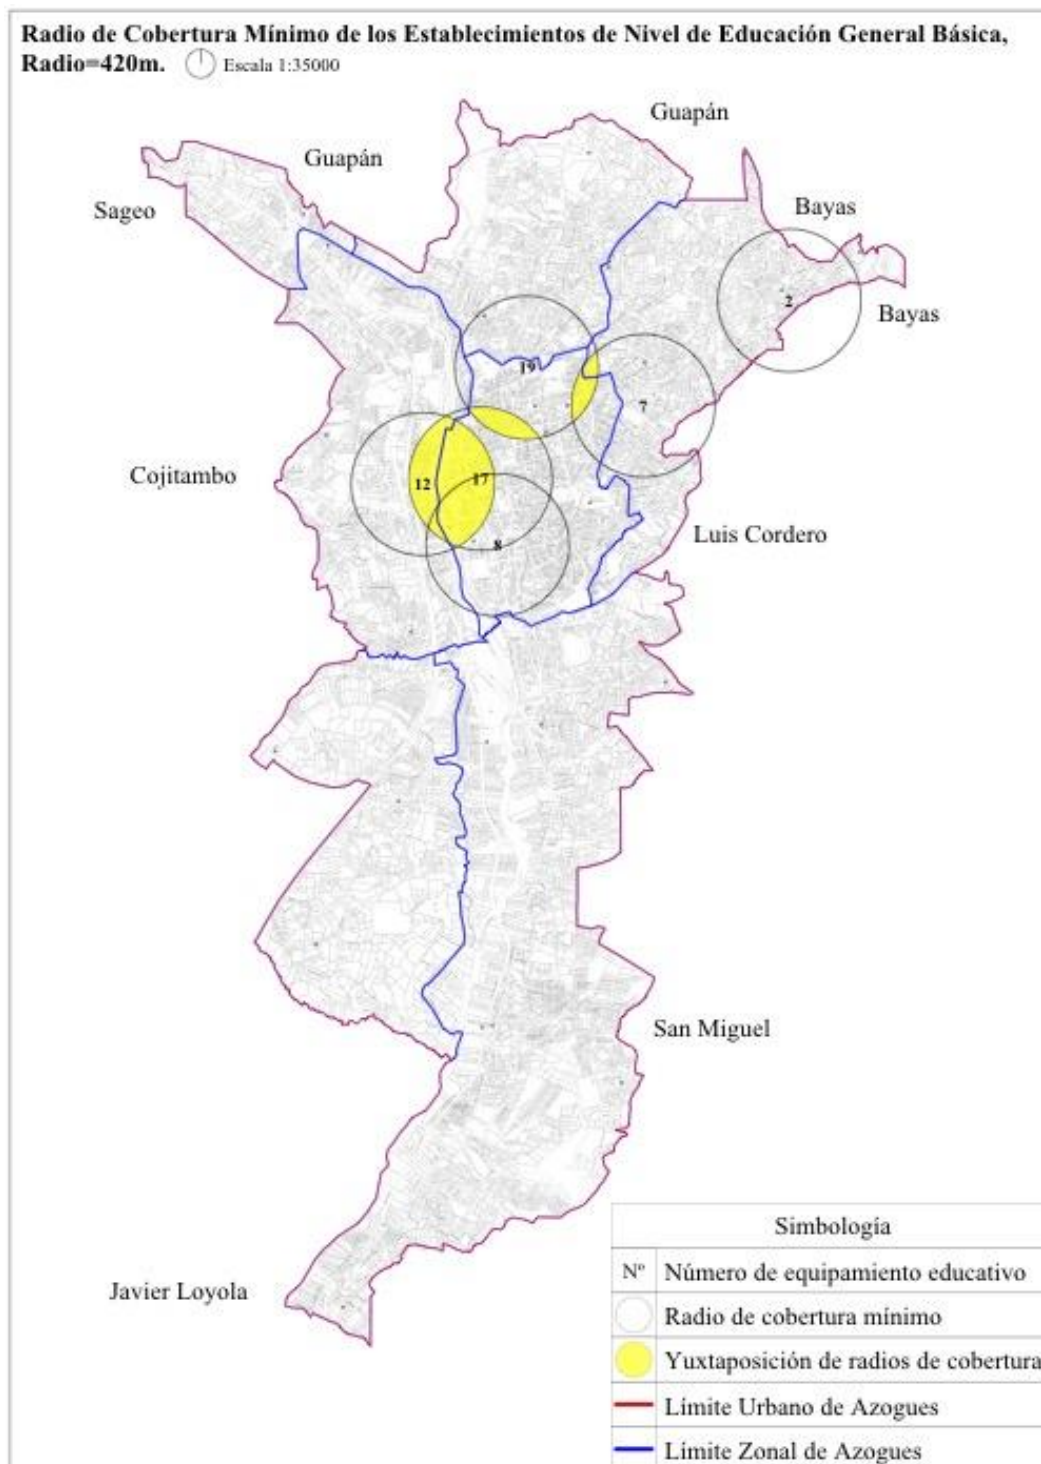 Radio de Cobertura Mínimo de los Establecimientos de Nivel de Educación General Básica,
Radio=420m. Escala 1:35000
Guapán
Guapán
Sageo
Bayas
2
Bayas
19
7
Cojitambo
12
17
Luis Cordero
8
San Miguel
Javier Loyola
Simbología
Nº Número de equipamiento educativo
Radio de cobertura mínimo
Yuxtaposición de radios de cobertura
Límite Urbano de Azogues
Límite Zonal de Azogues